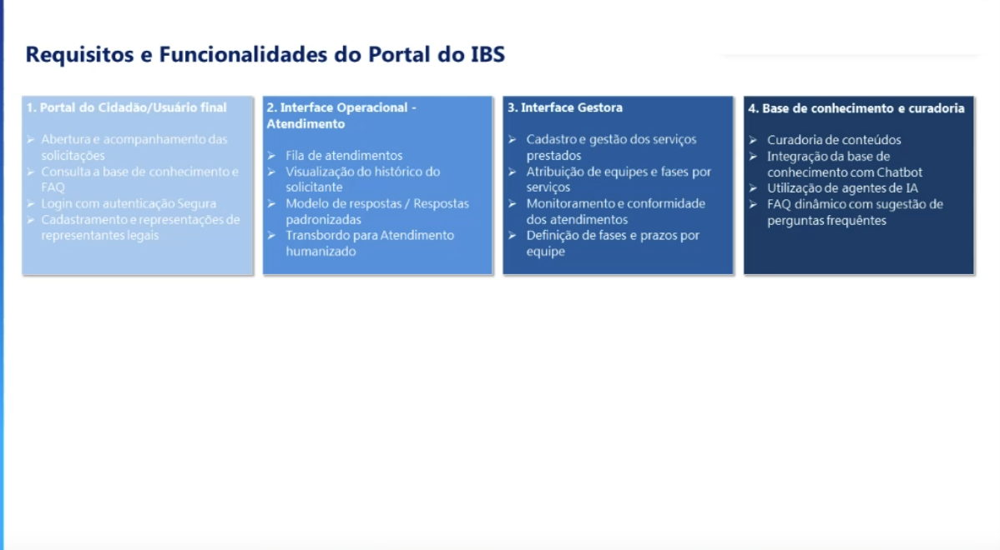 Requisitos e Funcionalidades do Portal do IBS
1. Portal do Cidadão/Usuário final
➢ Abertura e acompanhamento das
solicitações
➢ Consulta a base de conhecimento e
FAQ
➢ Login com autenticação Segura
➢ Cadastramento e representações de
representantes legais
2. Interface Operacional -
Atendimento
➢ Fila de atendimentos
➢ Visualização do histórico do
solicitante
➢ Modelo de respostas / Respostas
padronizadas
➢ Transbordo para Atendimento
humanizado
3. Interface Gestora
➢ Cadastro e gestão dos serviços
prestados
➢ Atribuição de equipes e fases por
serviços
➢ Monitoramento e conformidade
dos atendimentos
➢ Definição de fases e prazos por
equipe
4. Base de conhecimento e curadoria
➢ Curadoria de conteúdos
➢ Integração da base de
conhecimento com Chatbot
➢ Utilização de agentes de IA
➢ FAQ dinâmico com sugestão de
perguntas frequêntes